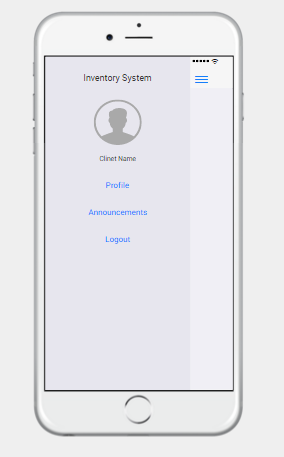 Inventory System
Clinet Name
Profile
Announcements
Logout